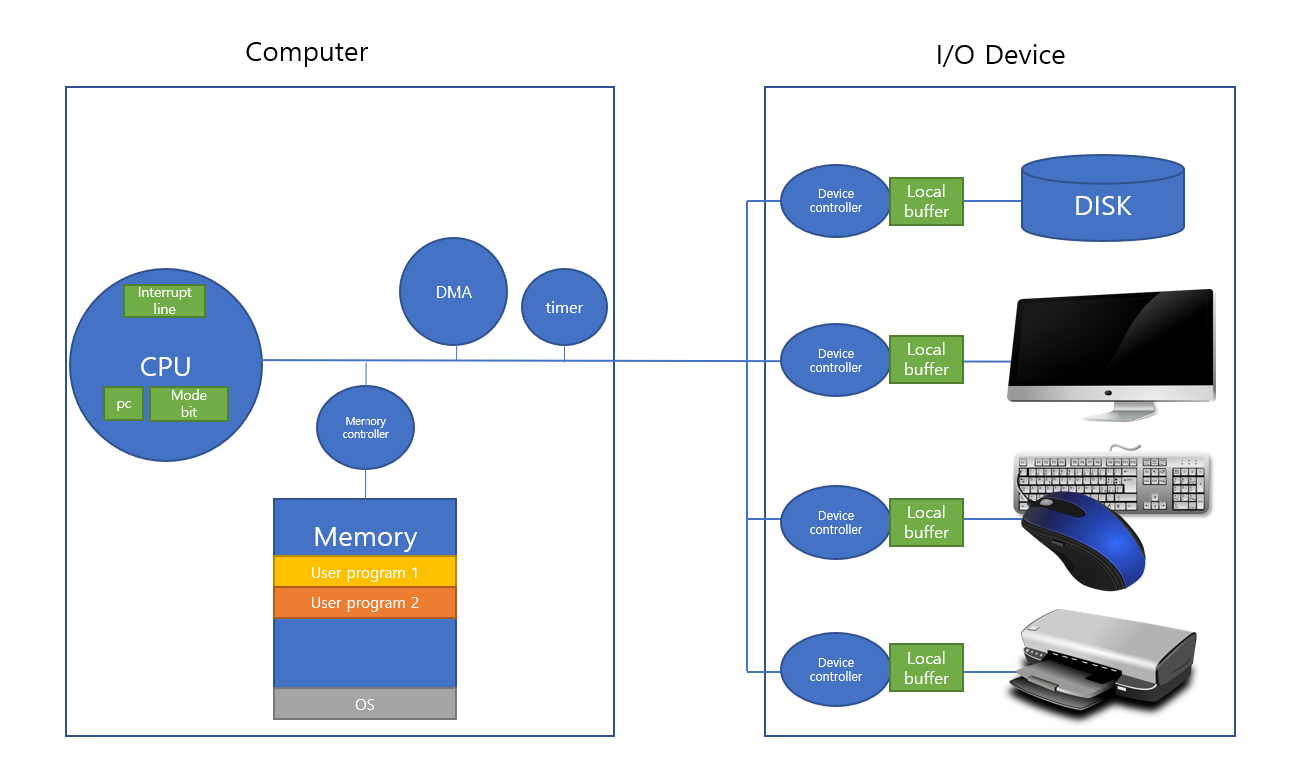 Computer
I/O Device
Interrupt
line
CPU
pc
Mode
bit
DMA
timer
Memory
controller
Memory
User program 1
User program 2
OS
Device
controller
Local
buffer
DISK
Device
controller
Local
buffer
Device
controller
Local
buffer
Device
controller
Local
buffer